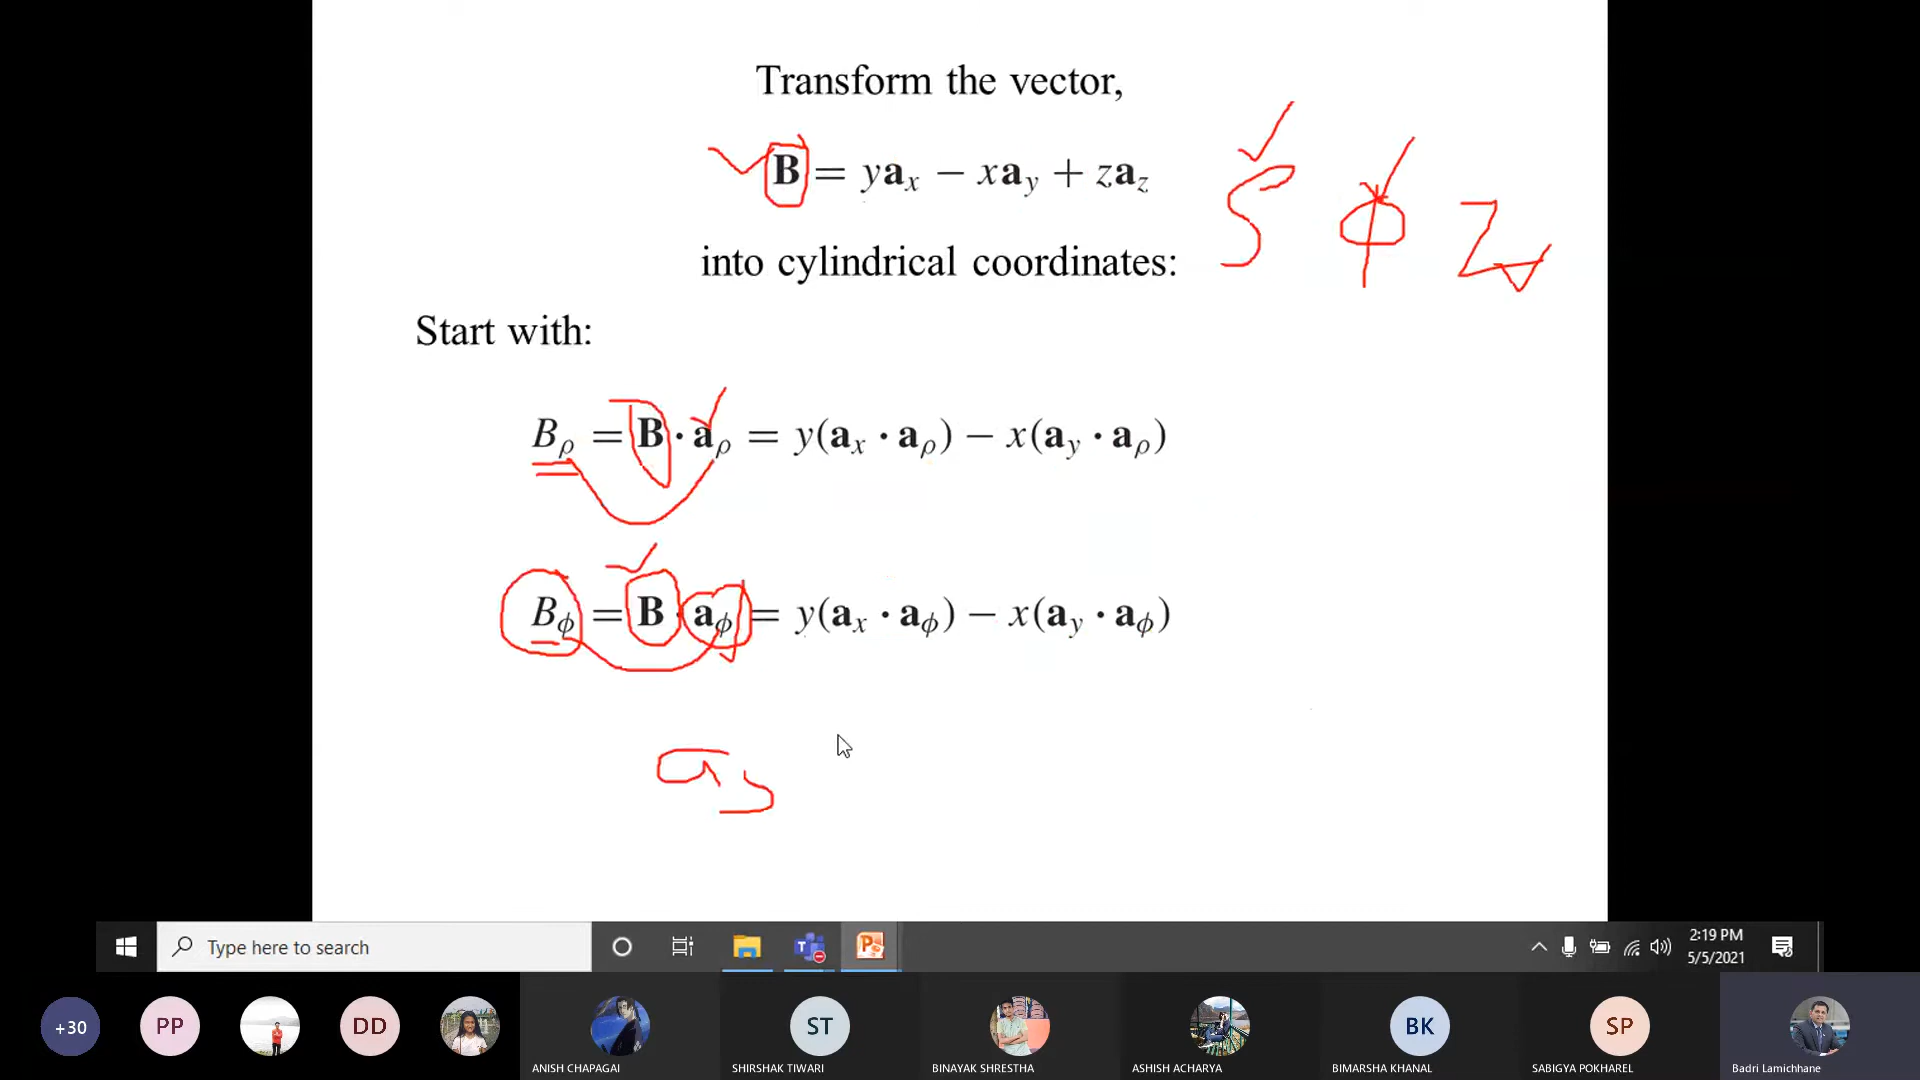 Transform the vector,
B = ya_x − xa_y + za_z
ρ ϕ z
into cylindrical coordinates:
Start with:
B_ρ = B · a_ρ = y(a_x · a_ρ) − x(a_y · a_ρ)
B_ϕ = B · a_ϕ = y(a_x · a_ϕ) − x(a_y · a_ϕ)
Type here to search
2:19 PM
5/5/2021
+30 PP DD ST BK SP
ANISH CHAPAGAI SHIRSHAK TIWARI BINAYAK SHRESTHA ASHISH ACHARYA BIMARSHA KHANAL SABIGYA POKHAREL Badri Lamichhane